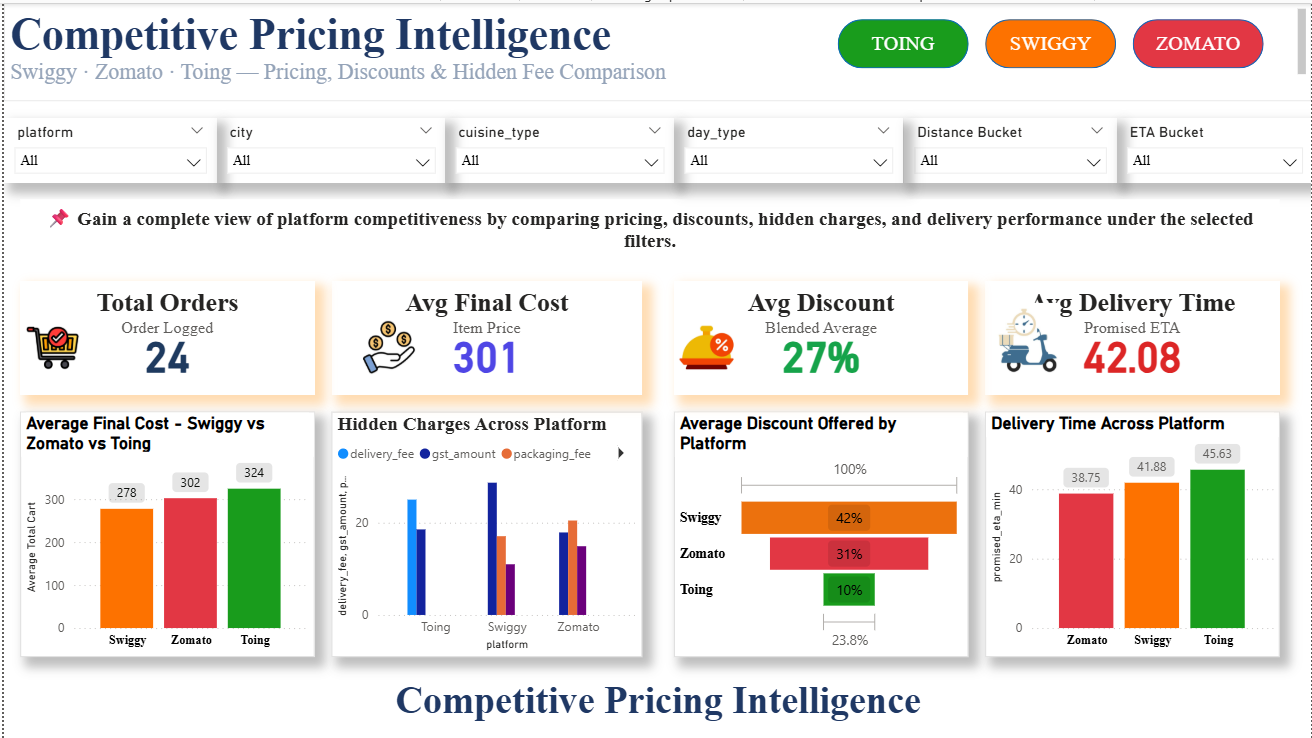 Competitive Pricing Intelligence
Swiggy · Zomato · Toing — Pricing, Discounts & Hidden Fee Comparison
TOING
SWIGGY
ZOMATO
platform
All
city
All
cuisine_type
All
day_type
All
Distance Bucket
All
ETA Bucket
All
📌 Gain a complete view of platform competitiveness by comparing pricing, discounts, hidden charges, and delivery performance under the selected
filters.
Total Orders
Order Logged
24
Avg Final Cost
Item Price
301
Avg Discount
Blended Average
%
27%
Avg Delivery Time
Promised ETA
42.08
Average Final Cost - Swiggy vs
Zomato vs Toing
Average Total Cart
300
200
100
0
278
302
324
Swiggy
Zomato
Toing
Hidden Charges Across Platform
delivery_fee gst_amount packaging_fee
delivery_fee, gst_amount, p...
20
0
Toing
Swiggy
Zomato
platform
Average Discount Offered by
Platform
100%
Swiggy
42%
Zomato
31%
Toing
10%
23.8%
Delivery Time Across Platform
promised_eta_min
40
20
0
38.75
41.88
45.63
Zomato
Swiggy
Toing
Competitive Pricing Intelligence